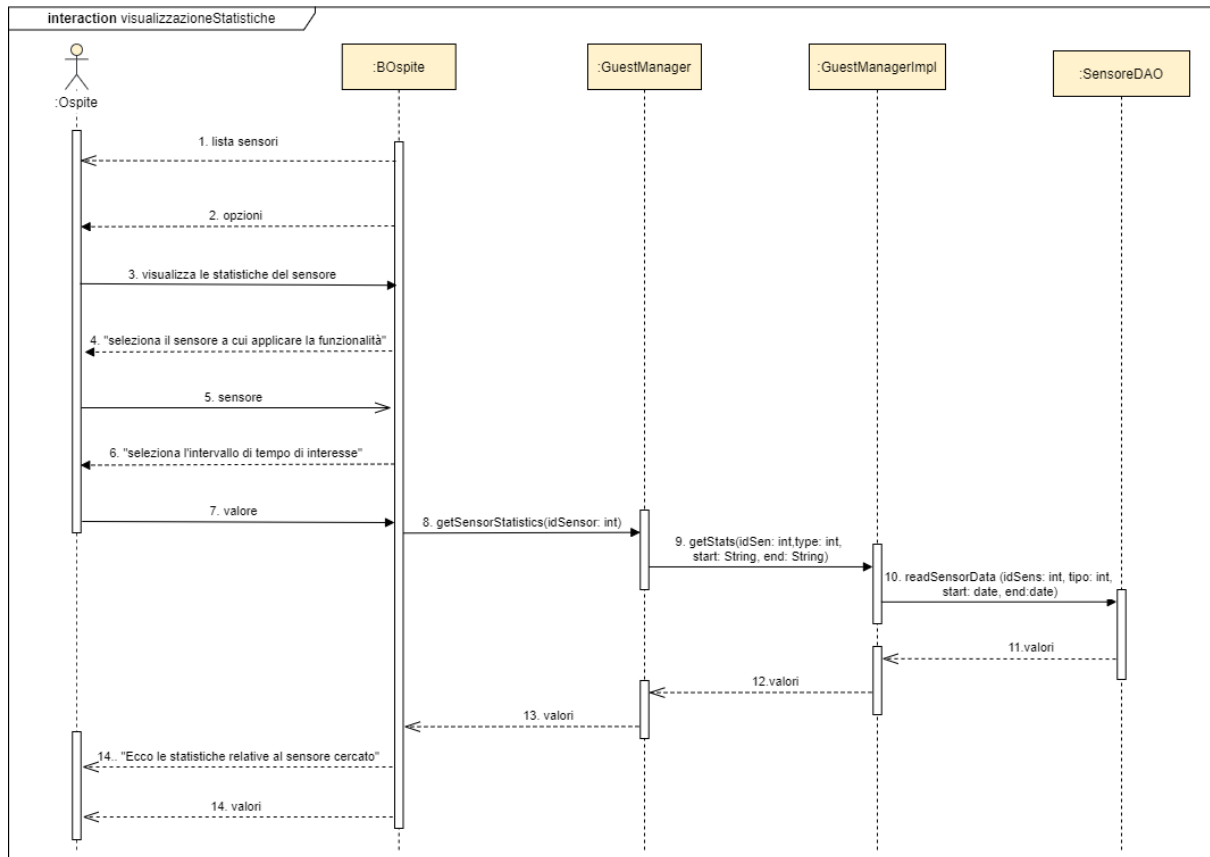 interaction visualizzazioneStatistiche
:Ospite
:BOspite
:GuestManager
:GuestManagerImpl
:SensoreDAO
1. lista sensori
2. opzioni
3. visualizza le statistiche del sensore
4. "seleziona il sensore a cui applicare la funzionalità"
5. sensore
6. "seleziona l'intervallo di tempo di interesse"
7. valore
8. getSensorStatistics(idSensor: int)
9. getStats(idSen: int,type: int,
start: String, end: String)
10. readSensorData (idSens: int, tipo: int,
start: date, end:date)
11.valori
12.valori
13. valori
14.. "Ecco le statistiche relative al sensore cercato"
14. valori